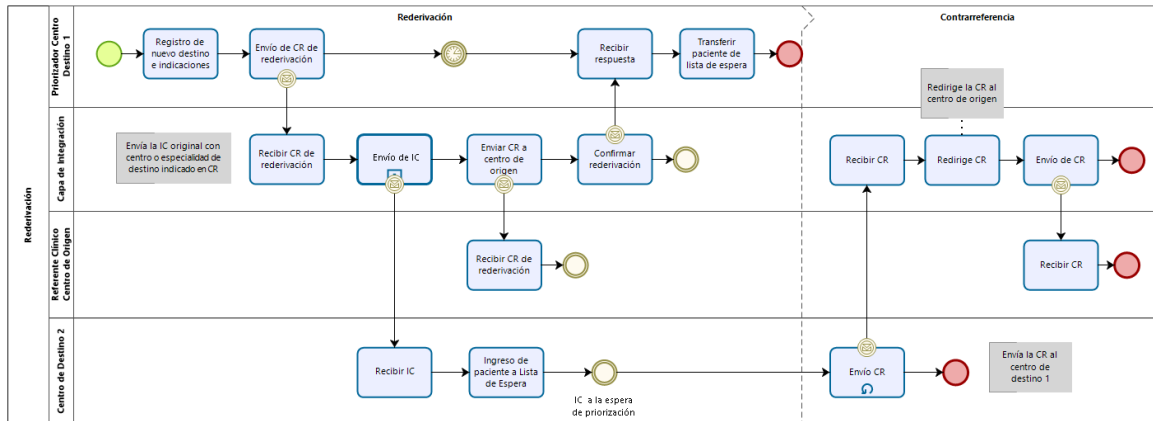 Rederivación
Contrarreferencia
Rederivación
Priorizador Centro
Destino 1
Registro de
nuevo destino
e indicaciones
Envío de CR de
rederivación
Recibir
respuesta
Transferir
paciente de
lista de espera
Redirige la CR al
centro de origen
Capa de Integración
Envía la IC original con
centro o especialidad de
destino indicado en CR
Recibir CR de
rederivación
Envío de IC
Enviar CR a
centro de
origen
Confirmar
rederivación
Recibir CR
Redirige CR
Envío de CR
Referente Clínico
Centro de Origen
Recibir CR de
rederivación
Recibir CR
Centro de Destino 2
Recibir IC
Ingreso de
paciente a Lista
de Espera
IC a la espera
de priorización
Envío CR
Envía la CR al
centro de
destino 1